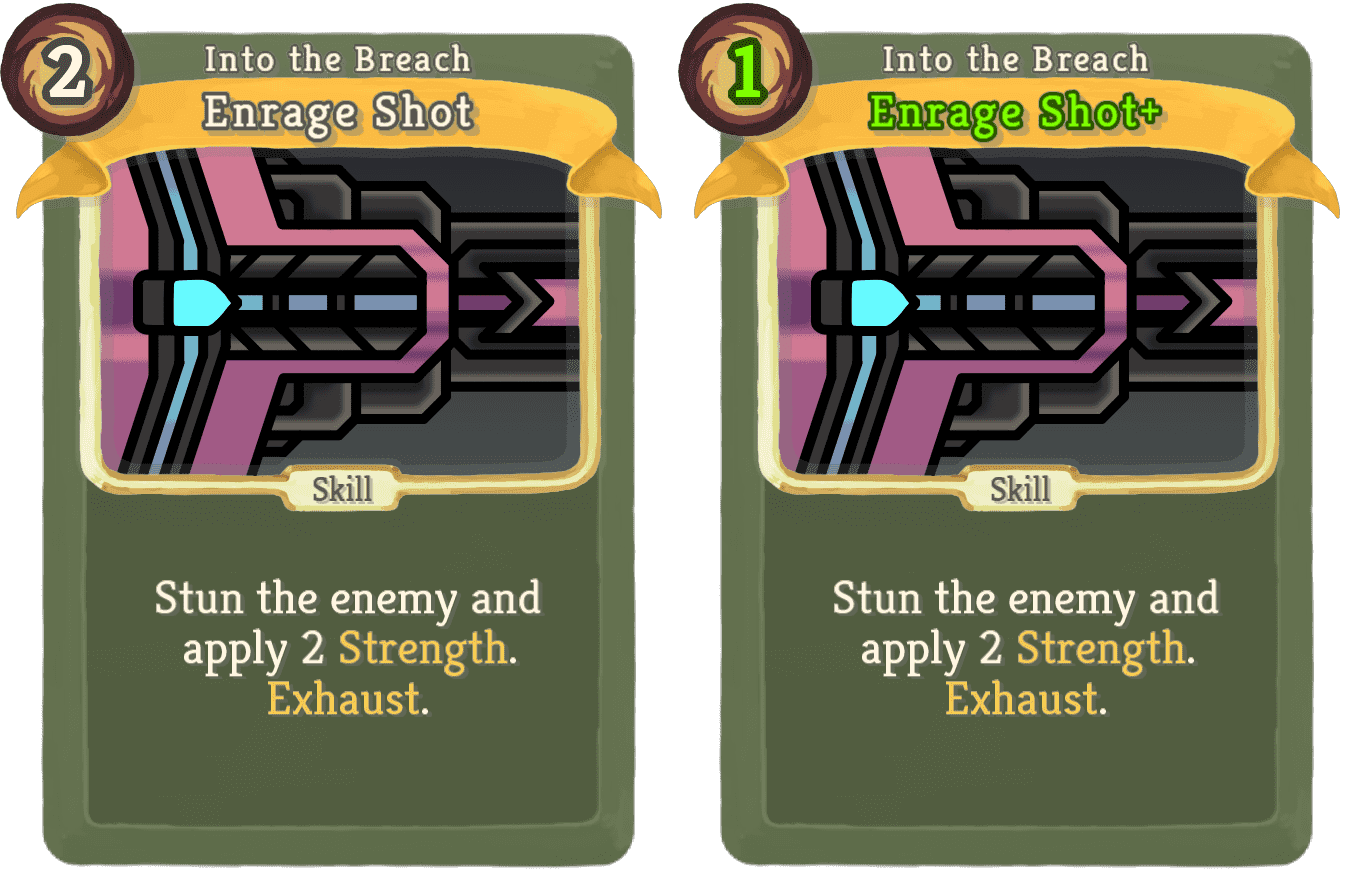 2
Into the Breach
Enrage Shot
Skill
Stun the enemy and
apply 2 Strength.
Exhaust.
1
Into the Breach
Enrage Shot+
Skill
Stun the enemy and
apply 2 Strength.
Exhaust.